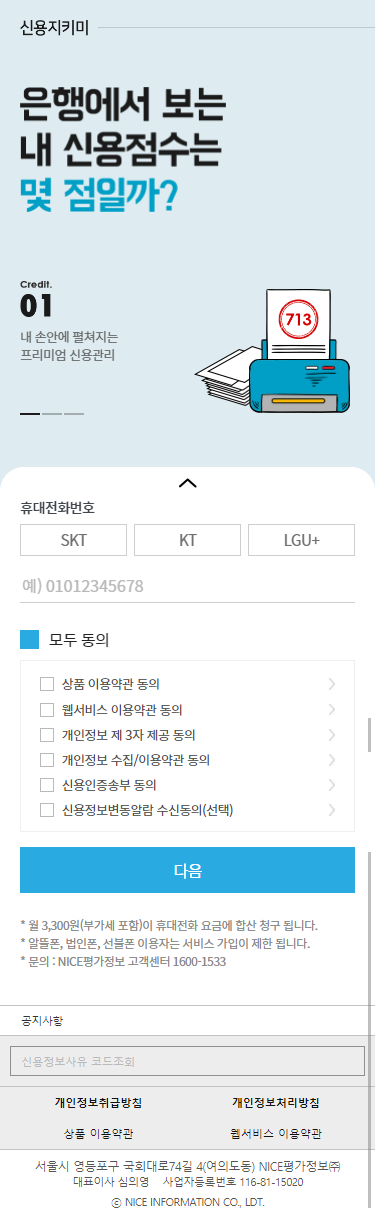 신용지키미
은행에서 보는
내 신용점수는
몇 점일까?
Credit.
01
내 손안에 펼쳐지는
프리미엄 신용관리
713
휴대전화번호
SKT KT LGU+
예) 01012345678
모두 동의
상품 이용약관 동의
웹서비스 이용약관 동의
개인정보 제 3자 제공 동의
개인정보 수집/이용약관 동의
신용인증송부 동의
신용정보변동알람 수신동의(선택)
다음
* 월 3,300원(부가세 포함)이 휴대전화 요금에 합산 청구 됩니다.
* 알뜰폰, 법인폰, 선불폰 이용자는 서비스 가입이 제한 됩니다.
* 문의 : NICE평가정보 고객센터 1600-1533
공지사항
신용정보사유 코드조회
개인정보취급방침 개인정보처리방침
상품 이용약관 웹서비스 이용약관
서울시 영등포구 국회대로74길 4(여의도동) NICE평가정보㈜
대표이사 심의영 사업자등록번호 116-81-15020
ⓒ NICE INFORMATION CO., LDT.